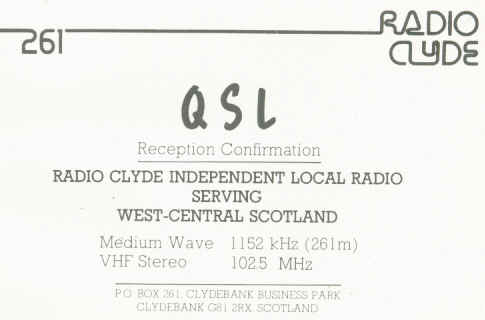 261
RADIO
CLYDE
QSL
Reception Confirmation
RADIO CLYDE INDEPENDENT LOCAL RADIO
SERVING
WEST-CENTRAL SCOTLAND
Medium Wave 1152 kHz (261m)
VHF Stereo 102.5 MHz
P.O. BOX 261, CLYDEBANK BUSINESS PARK
CLYDEBANK G81 2RX, SCOTLAND